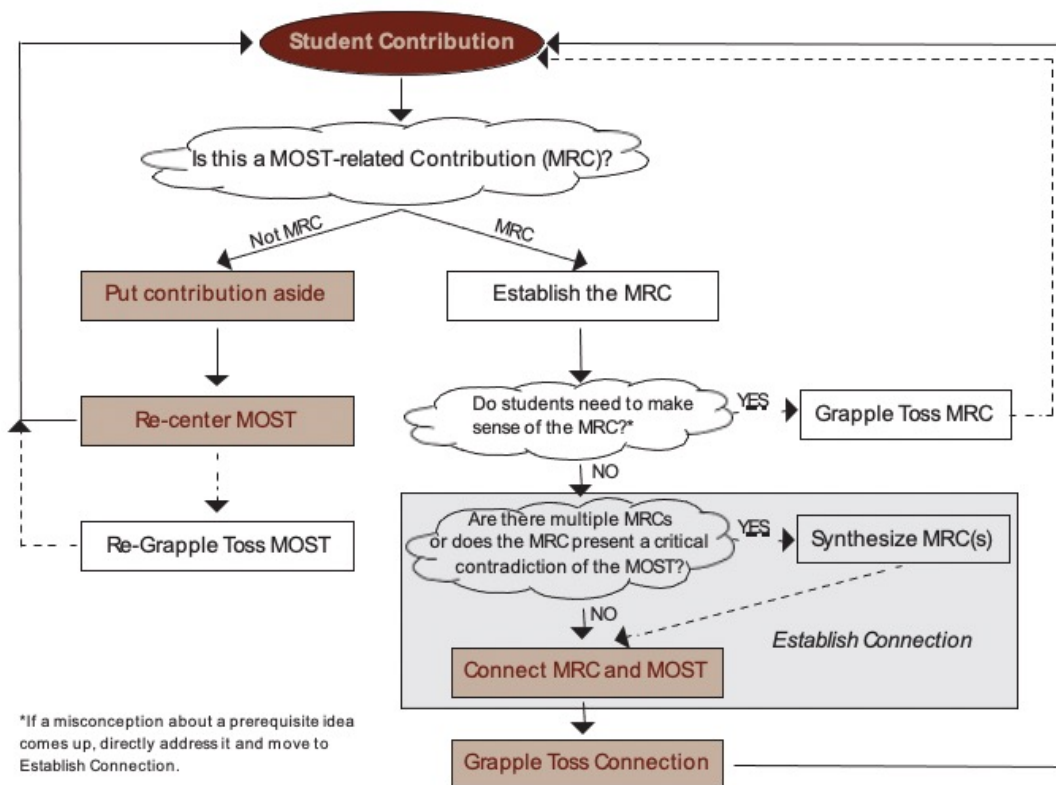 Student Contribution
Is this a MOST-related Contribution (MRC)?
Not MRC
MRC
Put contribution aside
Establish the MRC
Re-center MOST
Do students need to make
sense of the MRC?*
YES
Grapple Toss MRC
NO
Re-Grapple Toss MOST
Are there multiple MRCs
or does the MRC present a critical
contradiction of the MOST?
YES
Synthesize MRC(s)
NO
Establish Connection
Connect MRC and MOST
*If a misconception about a prerequisite idea
comes up, directly address it and move to
Establish Connection.
Grapple Toss Connection